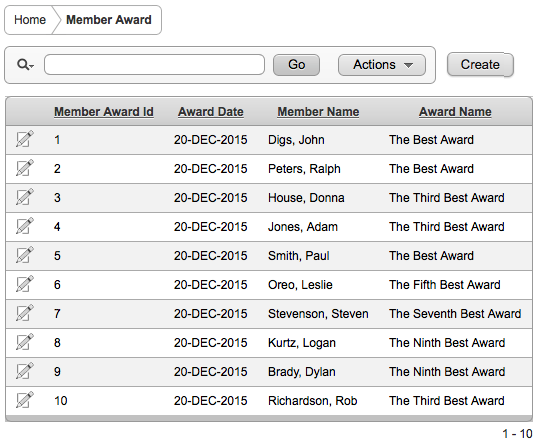 Home Member Award
Go Actions Create
Member Award Id Award Date Member Name Award Name
1 20-DEC-2015 Digs, John The Best Award
2 20-DEC-2015 Peters, Ralph The Best Award
3 20-DEC-2015 House, Donna The Third Best Award
4 20-DEC-2015 Jones, Adam The Third Best Award
5 20-DEC-2015 Smith, Paul The Best Award
6 20-DEC-2015 Oreo, Leslie The Fifth Best Award
7 20-DEC-2015 Stevenson, Steven The Seventh Best Award
8 20-DEC-2015 Kurtz, Logan The Ninth Best Award
9 20-DEC-2015 Brady, Dylan The Ninth Best Award
10 20-DEC-2015 Richardson, Rob The Third Best Award
1 - 10